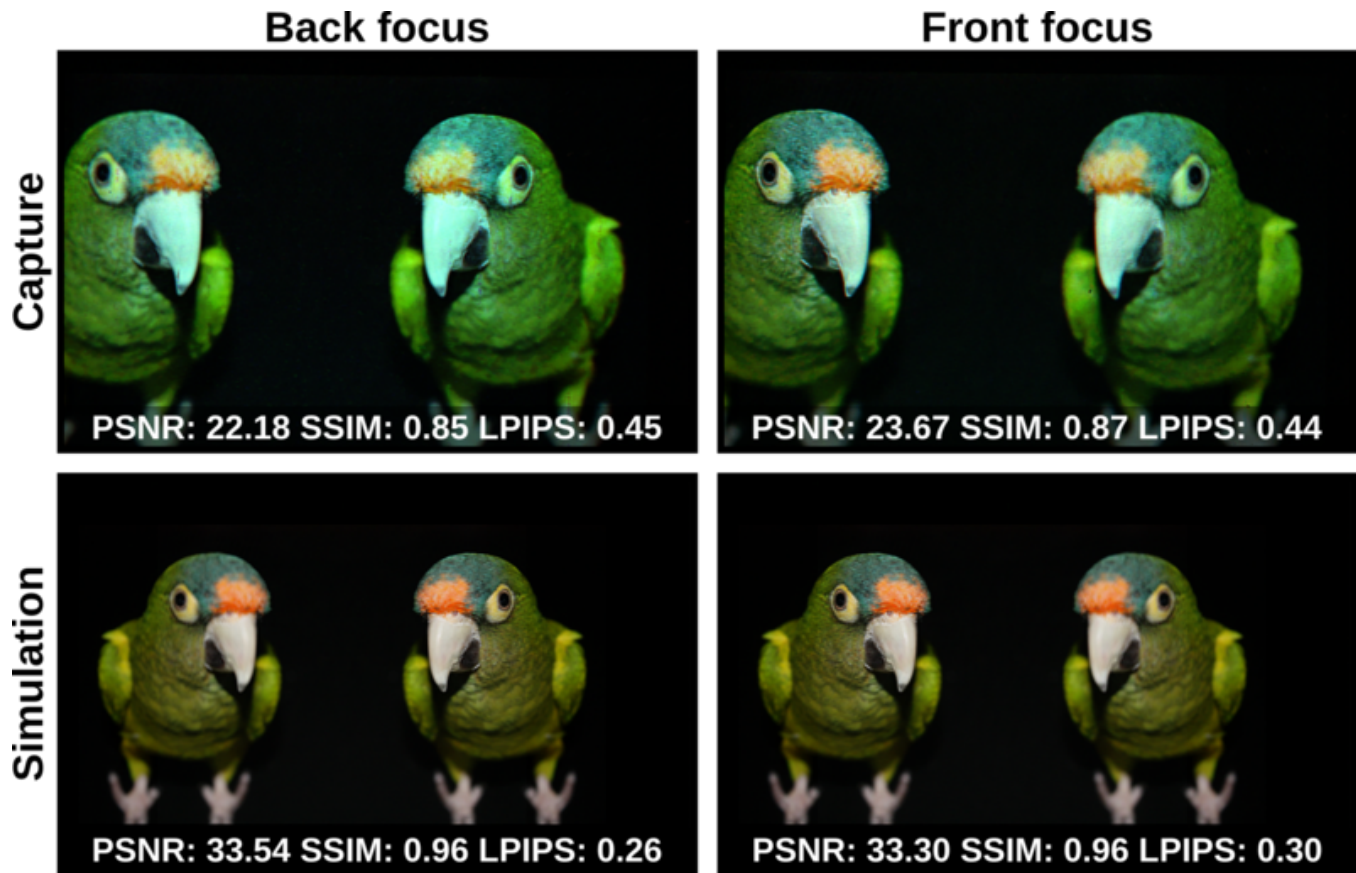 Back focus
Front focus
Capture
PSNR: 22.18 SSIM: 0.85 LPIPS: 0.45
PSNR: 23.67 SSIM: 0.87 LPIPS: 0.44
Simulation
PSNR: 33.54 SSIM: 0.96 LPIPS: 0.26
PSNR: 33.30 SSIM: 0.96 LPIPS: 0.30